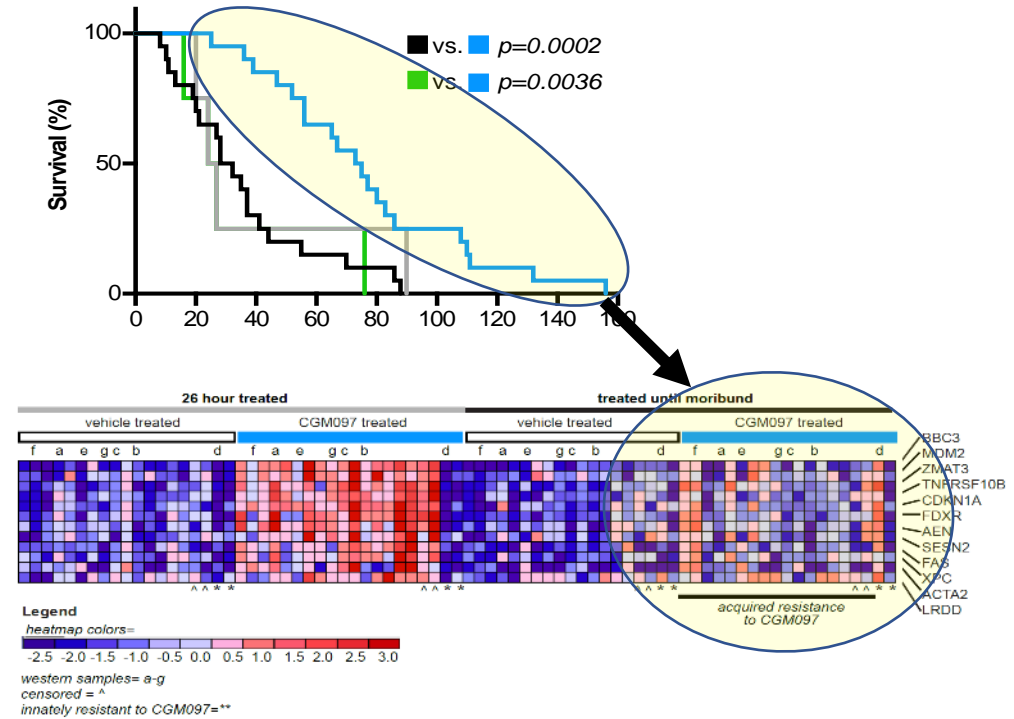 100
50
0
Survival (%)
vs. p=0.0002
vs. p=0.0036
0 20 40 60 80 100 120 140 160
26 hour treated treated until moribund
vehicle treated CGM097 treated vehicle treated CGM097 treated
f a e g c b d f a e g c b d f a e g c b d f a e g c b d
BBC3
MDM2
ZMAT3
TNFRSF10B
CDKN1A
FDXR
AEN
SESN2
FAS
XPC
ACTA2
LRDD
^ ^ * * ^ ^ * * ^ ^ * * ^ ^ * *
acquired resistance
to CGM097
Legend
heatmap colors=
-2.5 -2.0 -1.5 -1.0 -0.5 0.0 0.5 1.0 1.5 2.0 2.5 3.0
western samples= a-g
censored = ^
innately resistant to CGM097=**